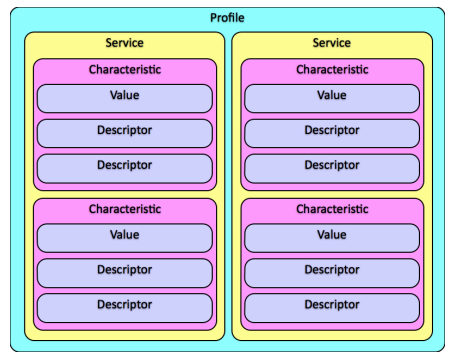 Profile
Service
Characteristic
Value
Descriptor
Descriptor
Characteristic
Value
Descriptor
Descriptor
Service
Characteristic
Value
Descriptor
Descriptor
Characteristic
Value
Descriptor
Descriptor